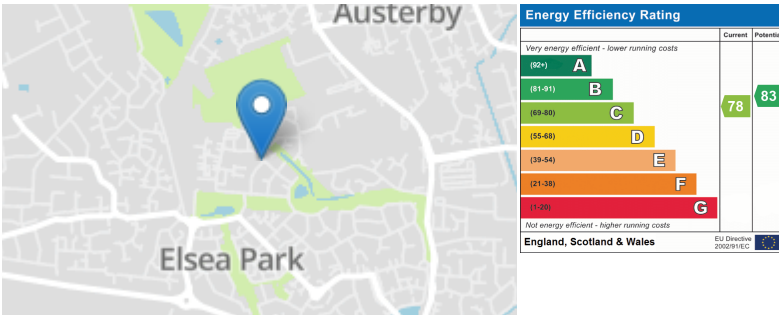 Austerby
Elsea Park
Energy Efficiency Rating
Current
Very energy efficient - lower running costs
(92+) A
(81-91) B
(69-80) C
(55-68) D
(39-54) E
(21-38) F
(1-20) G
78
83
Not energy efficient - higher running costs
England, Scotland & Wales
EU Directive
2002/91/EC